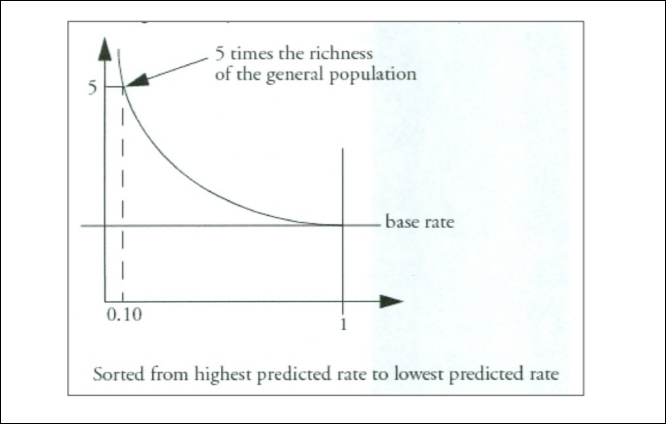 5 times the richness
of the general population
5
base rate
0.10
1
Sorted from highest predicted rate to lowest predicted rate